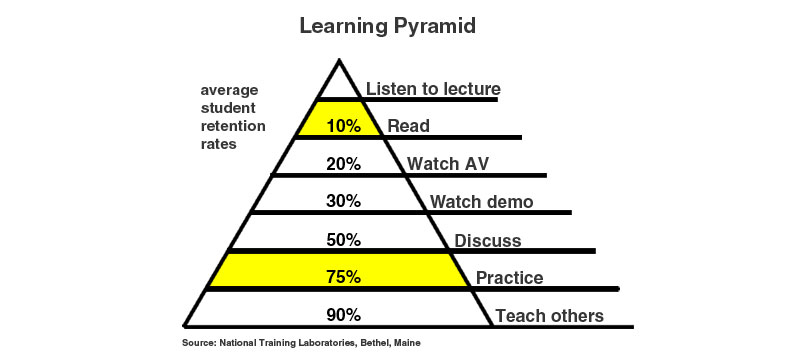 Learning Pyramid
average
student
retention
rates
Listen to lecture
10% Read
20% Watch AV
30% Watch demo
50% Discuss
75% Practice
90% Teach others
Source: National Training Laboratories, Bethel, Maine